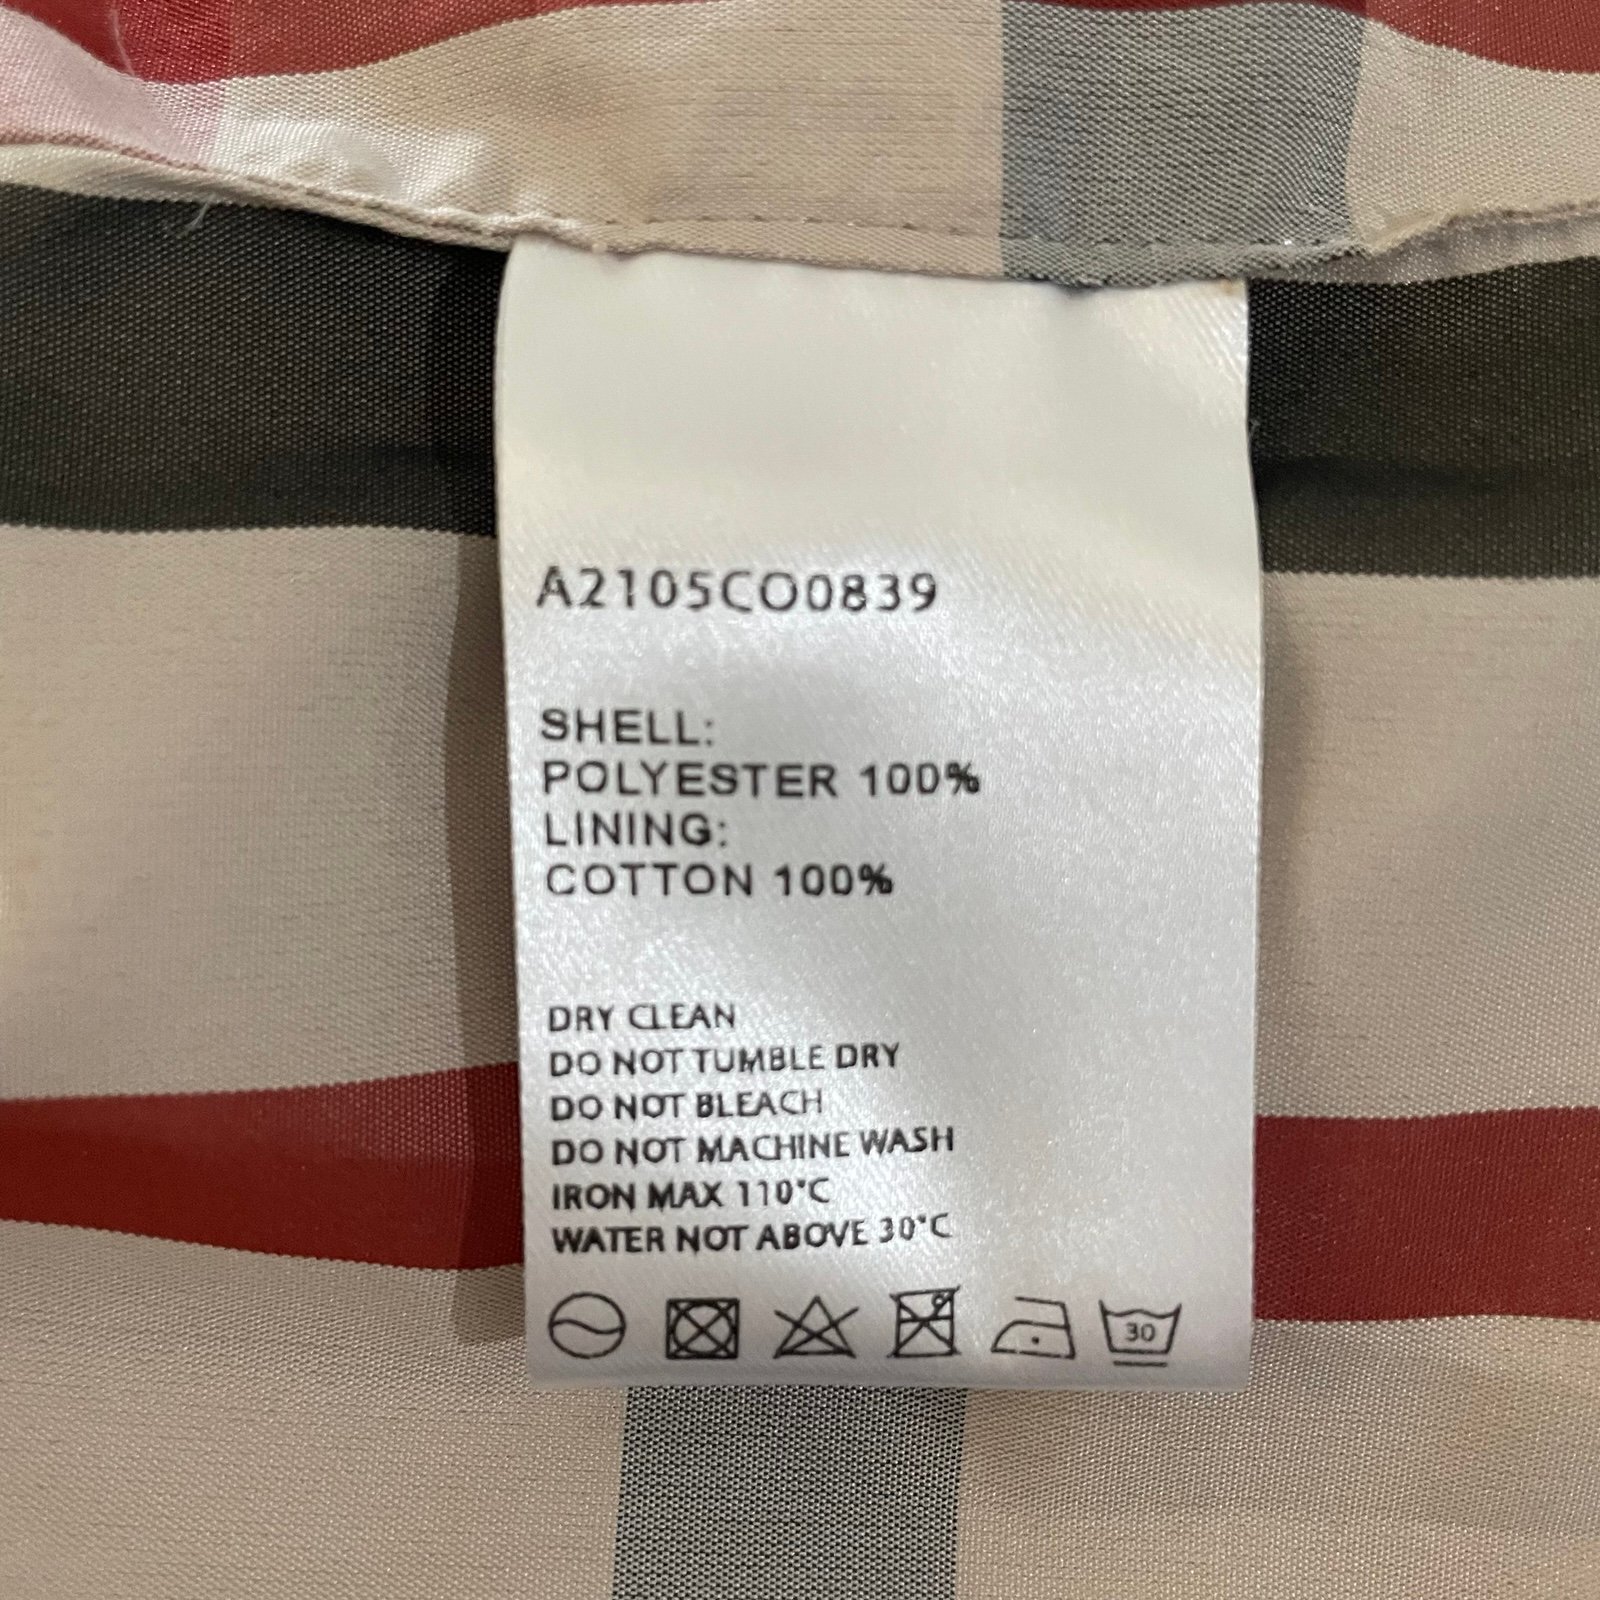 A2105CO0839
SHELL:
POLYESTER 100%
LINING:
COTTON 100%
DRY CLEAN
DO NOT TUMBLE DRY
DO NOT BLEACH
DO NOT MACHINE WASH
IRON MAX 110°C
WATER NOT ABOVE 30°C
30